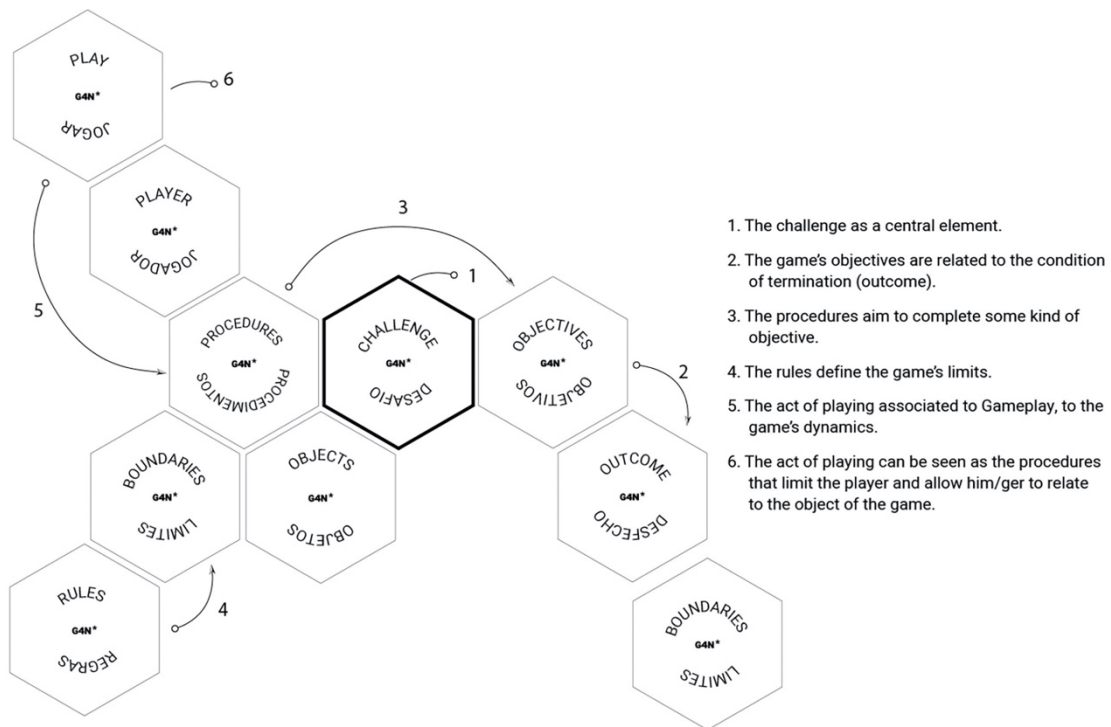 PLAY
G4N*
JOGAR
6
PLAYER
G4N*
JOGADOR
3
1
5
PROCEDURES
G4N*
PROCEDIMENTOS
CHALLENGE
G4N*
DESAFIO
OBJECTIVES
G4N*
OBJETIVOS
2
BOUNDARIES
G4N*
LIMITES
OBJECTS
G4N*
OBJETOS
OUTCOME
G4N*
DESFECHO
4
RULES
G4N*
REGRAS
BOUNDARIES
G4N*
LIMITES
1. The challenge as a central element.
2. The game's objectives are related to the condition
of termination (outcome).
3. The procedures aim to complete some kind of
objective.
4. The rules define the game's limits.
5. The act of playing associated to Gameplay, to the
game's dynamics.
6. The act of playing can be seen as the procedures
that limit the player and allow him/ger to relate
to the object of the game.